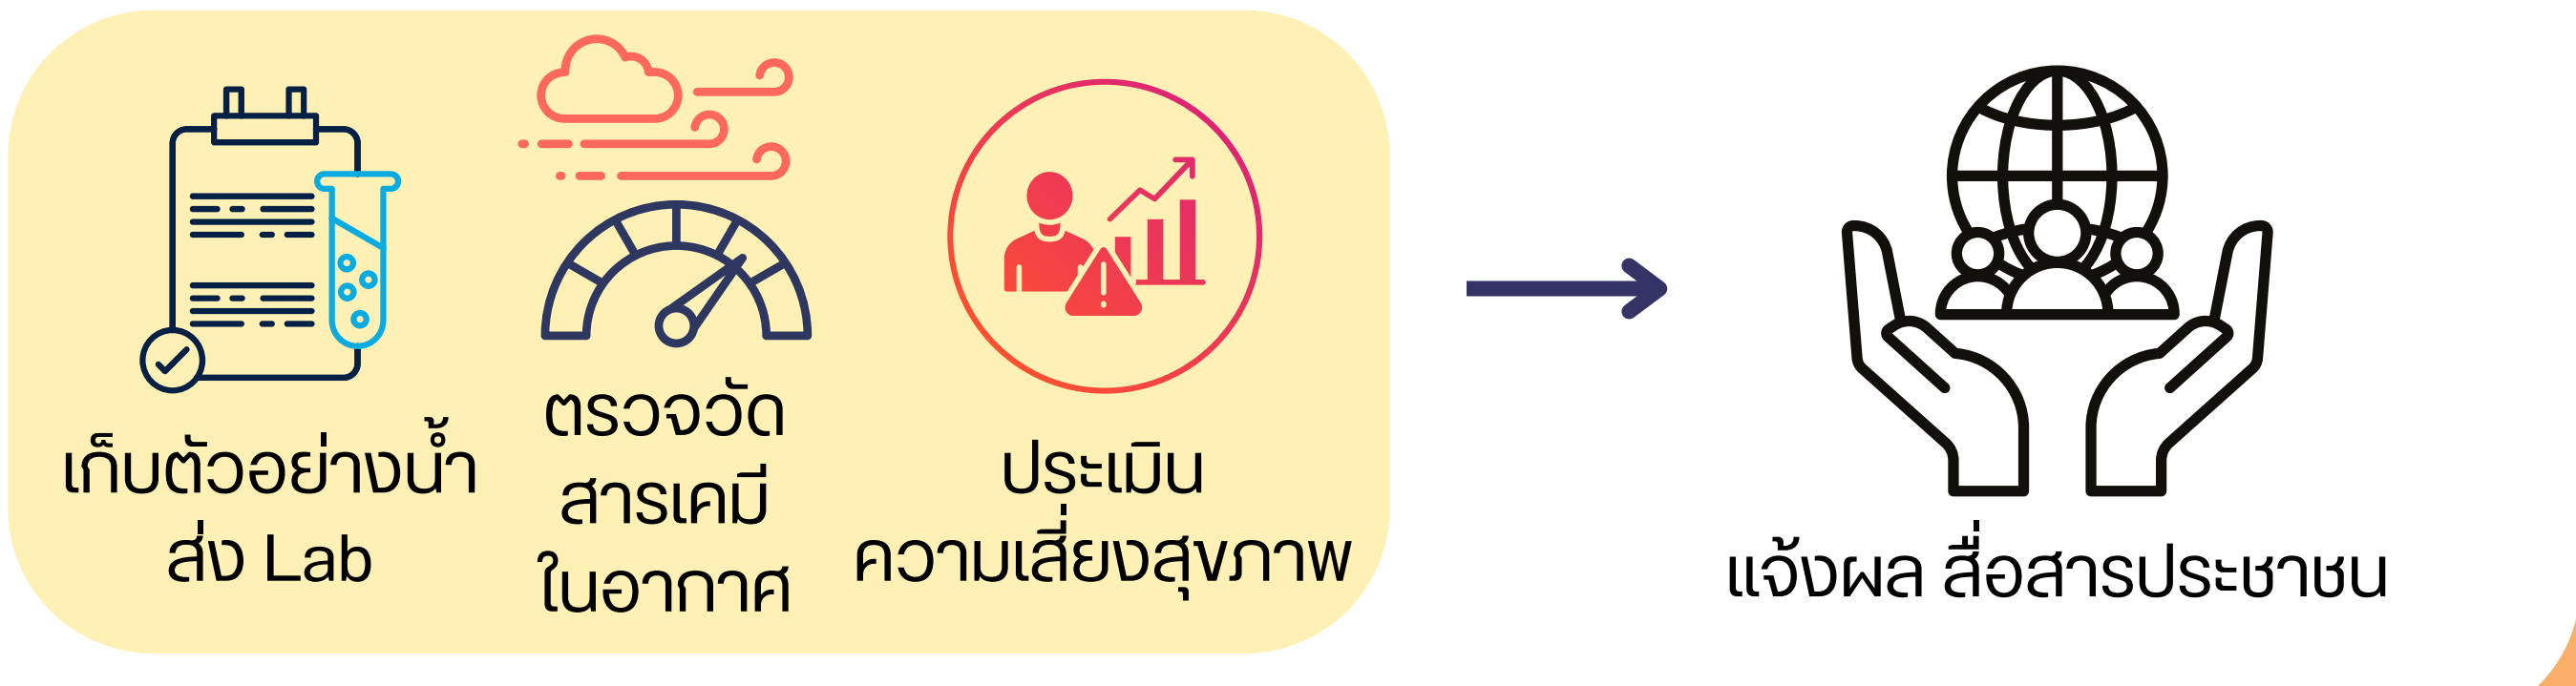 เก็บตัวอย่างน้ำ
ส่ง Lab
ตรวจวัด
สารเคมี
ในอากาศ
ประเมิน
ความเสี่ยงสุขภาพ
แจ้งผล สื่อสารประชาชน